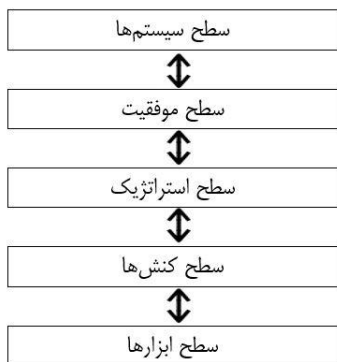 سطح سیستم‌ها
سطح موفقیت
سطح استراتژیک
سطح کنش‌ها
سطح ابزارها